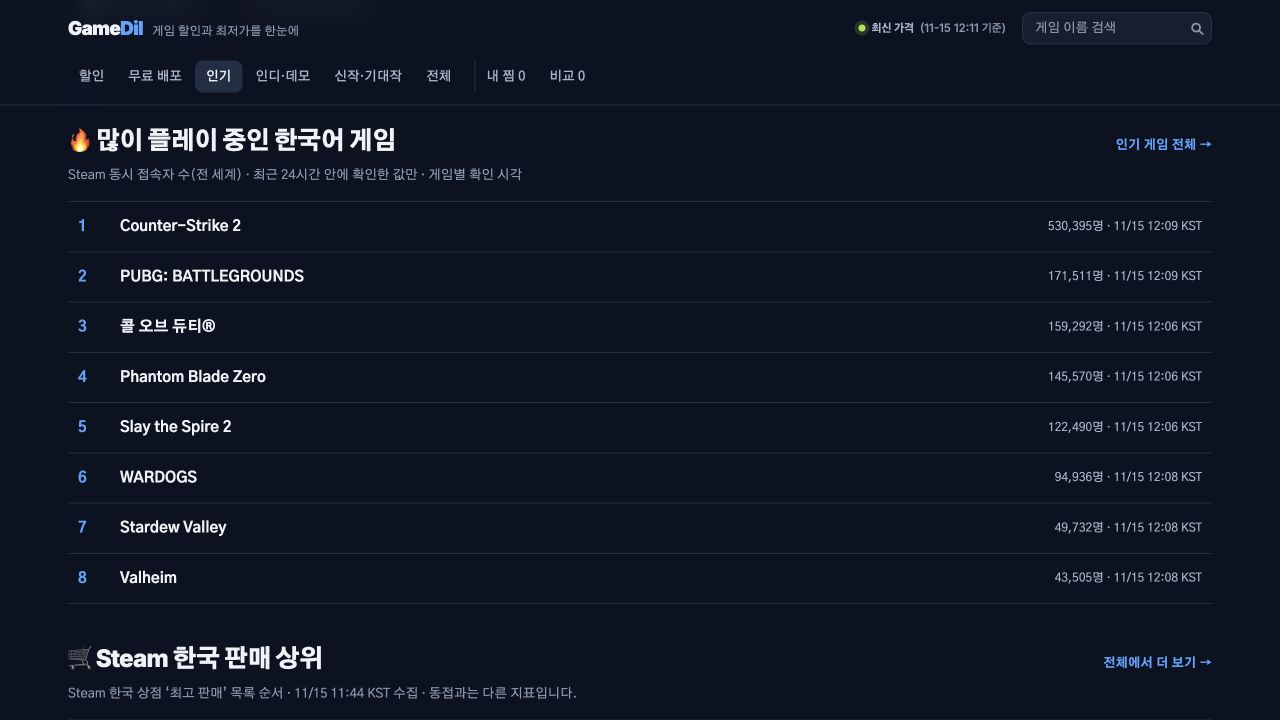 GameDil 게임 할인과 최저가를 한눈에
최신 가격 (11-15 12:11 기준)
게임 이름 검색
할인 무료 배포 인기 인디·데모 신작·기대작 전체 내 찜 0 비교 0
🔥 많이 플레이 중인 한국어 게임
인기 게임 전체 →
Steam 동시 접속자 수(전 세계) · 최근 24시간 안에 확인한 값만 · 게임별 확인 시각
1 Counter-Strike 2 530,395명 · 11/15 12:09 KST
2 PUBG: BATTLEGROUNDS 171,511명 · 11/15 12:09 KST
3 콜 오브 듀티® 159,292명 · 11/15 12:06 KST
4 Phantom Blade Zero 145,570명 · 11/15 12:06 KST
5 Slay the Spire 2 122,490명 · 11/15 12:06 KST
6 WARDOGS 94,936명 · 11/15 12:08 KST
7 Stardew Valley 49,732명 · 11/15 12:08 KST
8 Valheim 43,505명 · 11/15 12:08 KST
🛒 Steam 한국 판매 상위
전체에서 더 보기 →
Steam 한국 상점 ‘최고 판매’ 목록 순서 · 11/15 11:44 KST 수집 · 동접과는 다른 지표입니다.